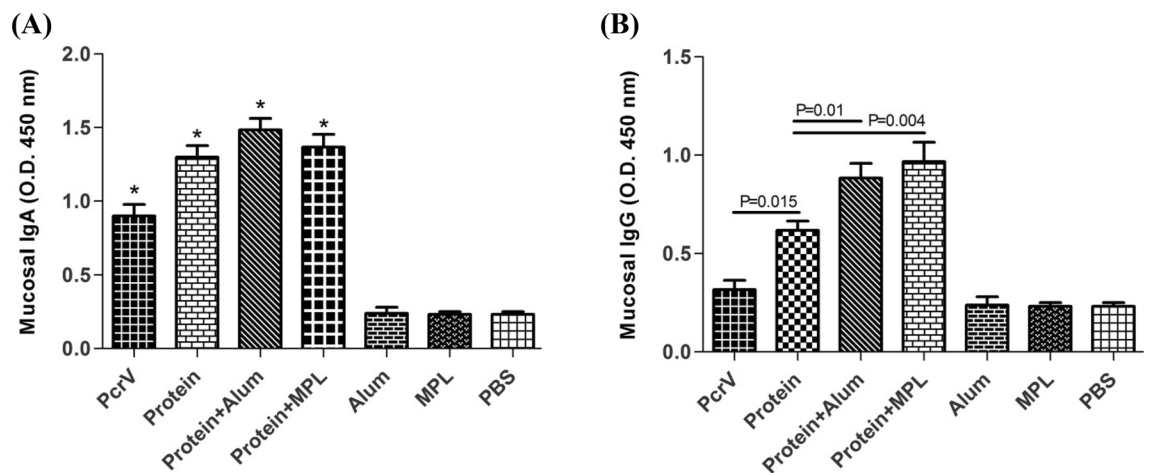 (A)
Mucosal IgA (O.D. 450 nm)
2.0
1.5
1.0
0.5
0.0
*
*
*
*
PcrV
Protein
Protein+Alum
Protein+MPL
Alum
MPL
PBS
(B)
Mucosal IgG (O.D. 450 nm)
1.5
1.0
0.5
0.0
P=0.01
P=0.004
P=0.015
PcrV
Protein
Protein+Alum
Protein+MPL
Alum
MPL
PBS